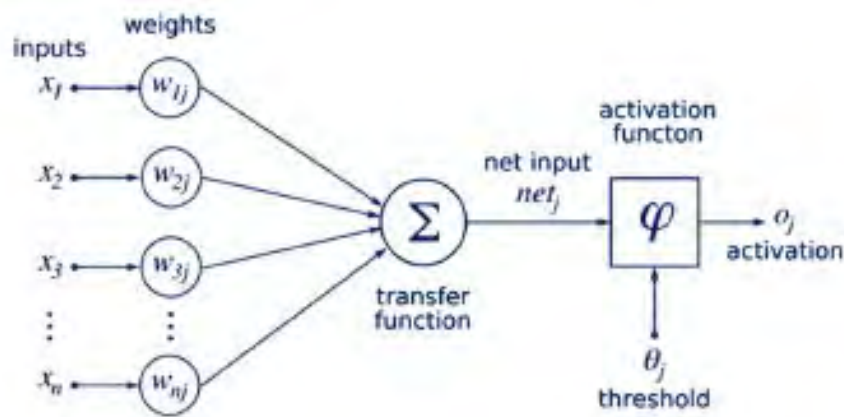 weights
inputs
x1
w1j
x2
w2j
x3
w3j
⋮
⋮
xn
wnj
Σ
transfer
function
net input
netj
activation
functon
φ
oj
activation
θj
threshold